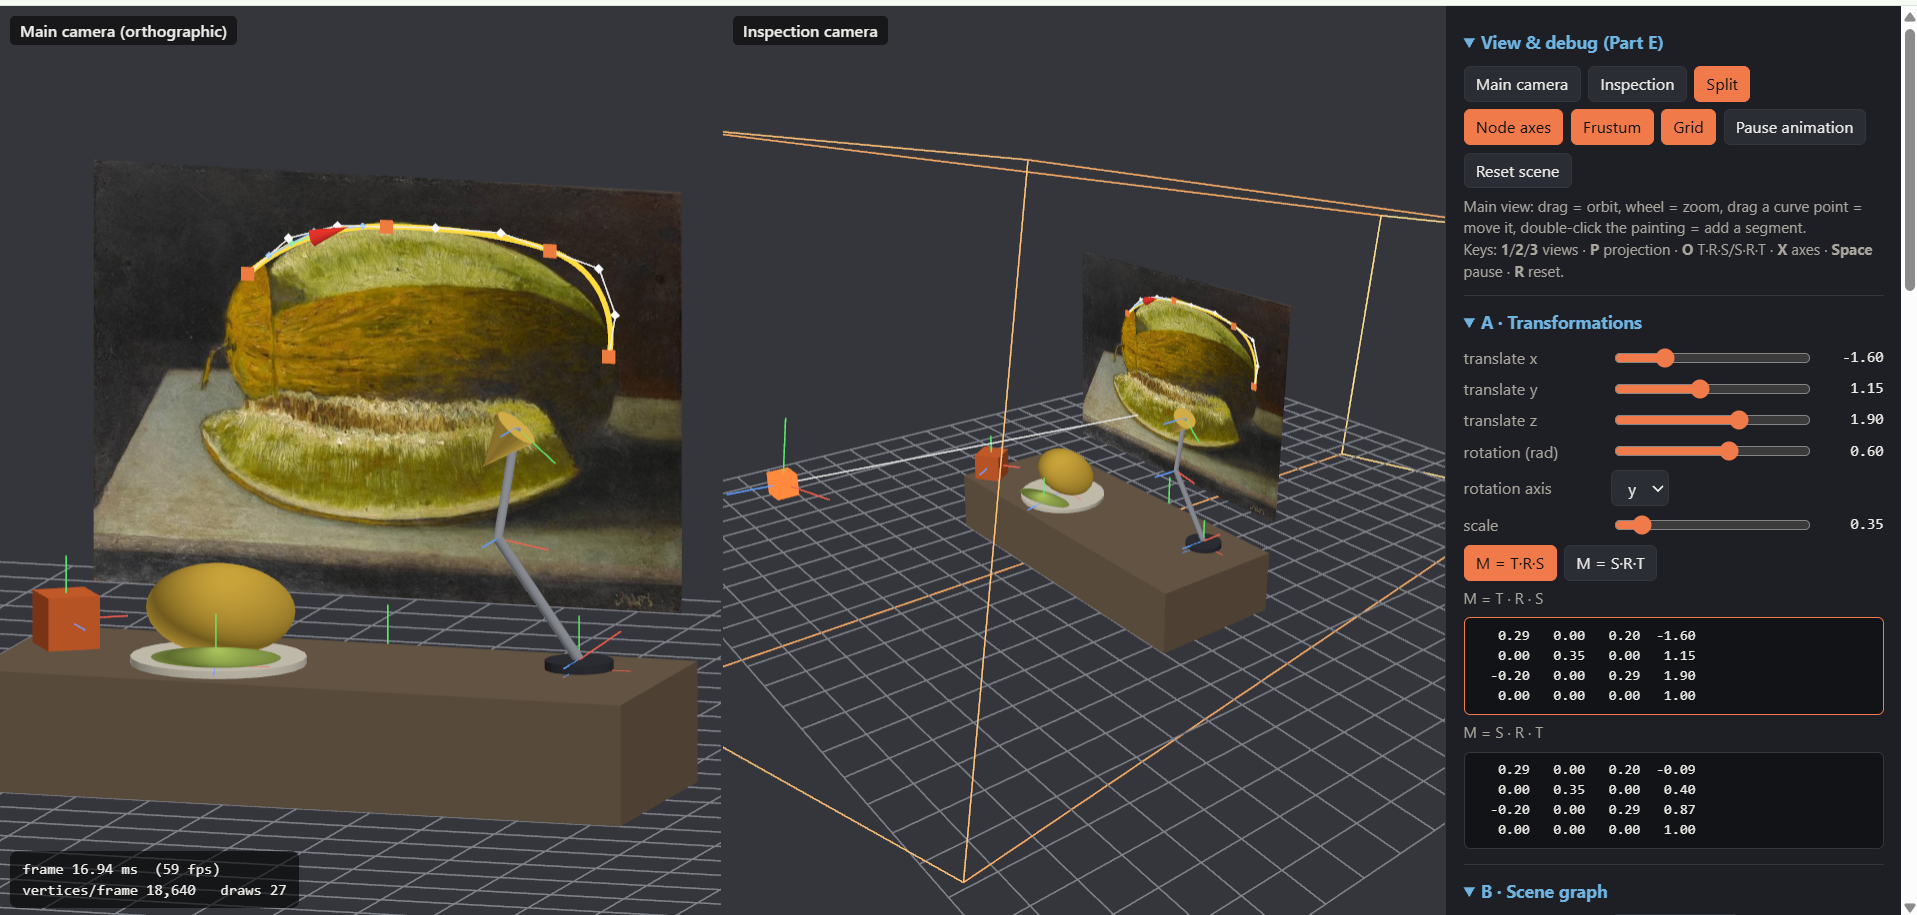 Main camera (orthographic)
Inspection camera
▼ View & debug (Part E)
Main camera
Inspection
Split
Node axes
Frustum
Grid
Pause animation
Reset scene
Main view: drag = orbit, wheel = zoom, drag a curve point =
move it, double-click the painting = add a segment.
Keys: 1/2/3 views · P projection · O T·R·S/S·R·T · X axes · Space
pause · R reset.
▼ A · Transformations
translate x -1.60
translate y 1.15
translate z 1.90
rotation (rad) 0.60
rotation axis y
scale 0.35
M = T·R·S
M = S·R·T
M = T · R · S
0.29 0.00 0.20 -1.60
0.00 0.35 0.00 1.15
-0.20 0.00 0.29 1.90
0.00 0.00 0.00 1.00
M = S · R · T
0.29 0.00 0.20 -0.09
0.00 0.35 0.00 0.40
-0.20 0.00 0.29 0.87
0.00 0.00 0.00 1.00
▼ B · Scene graph
frame 16.94 ms (59 fps)
vertices/frame 18,640 draws 27